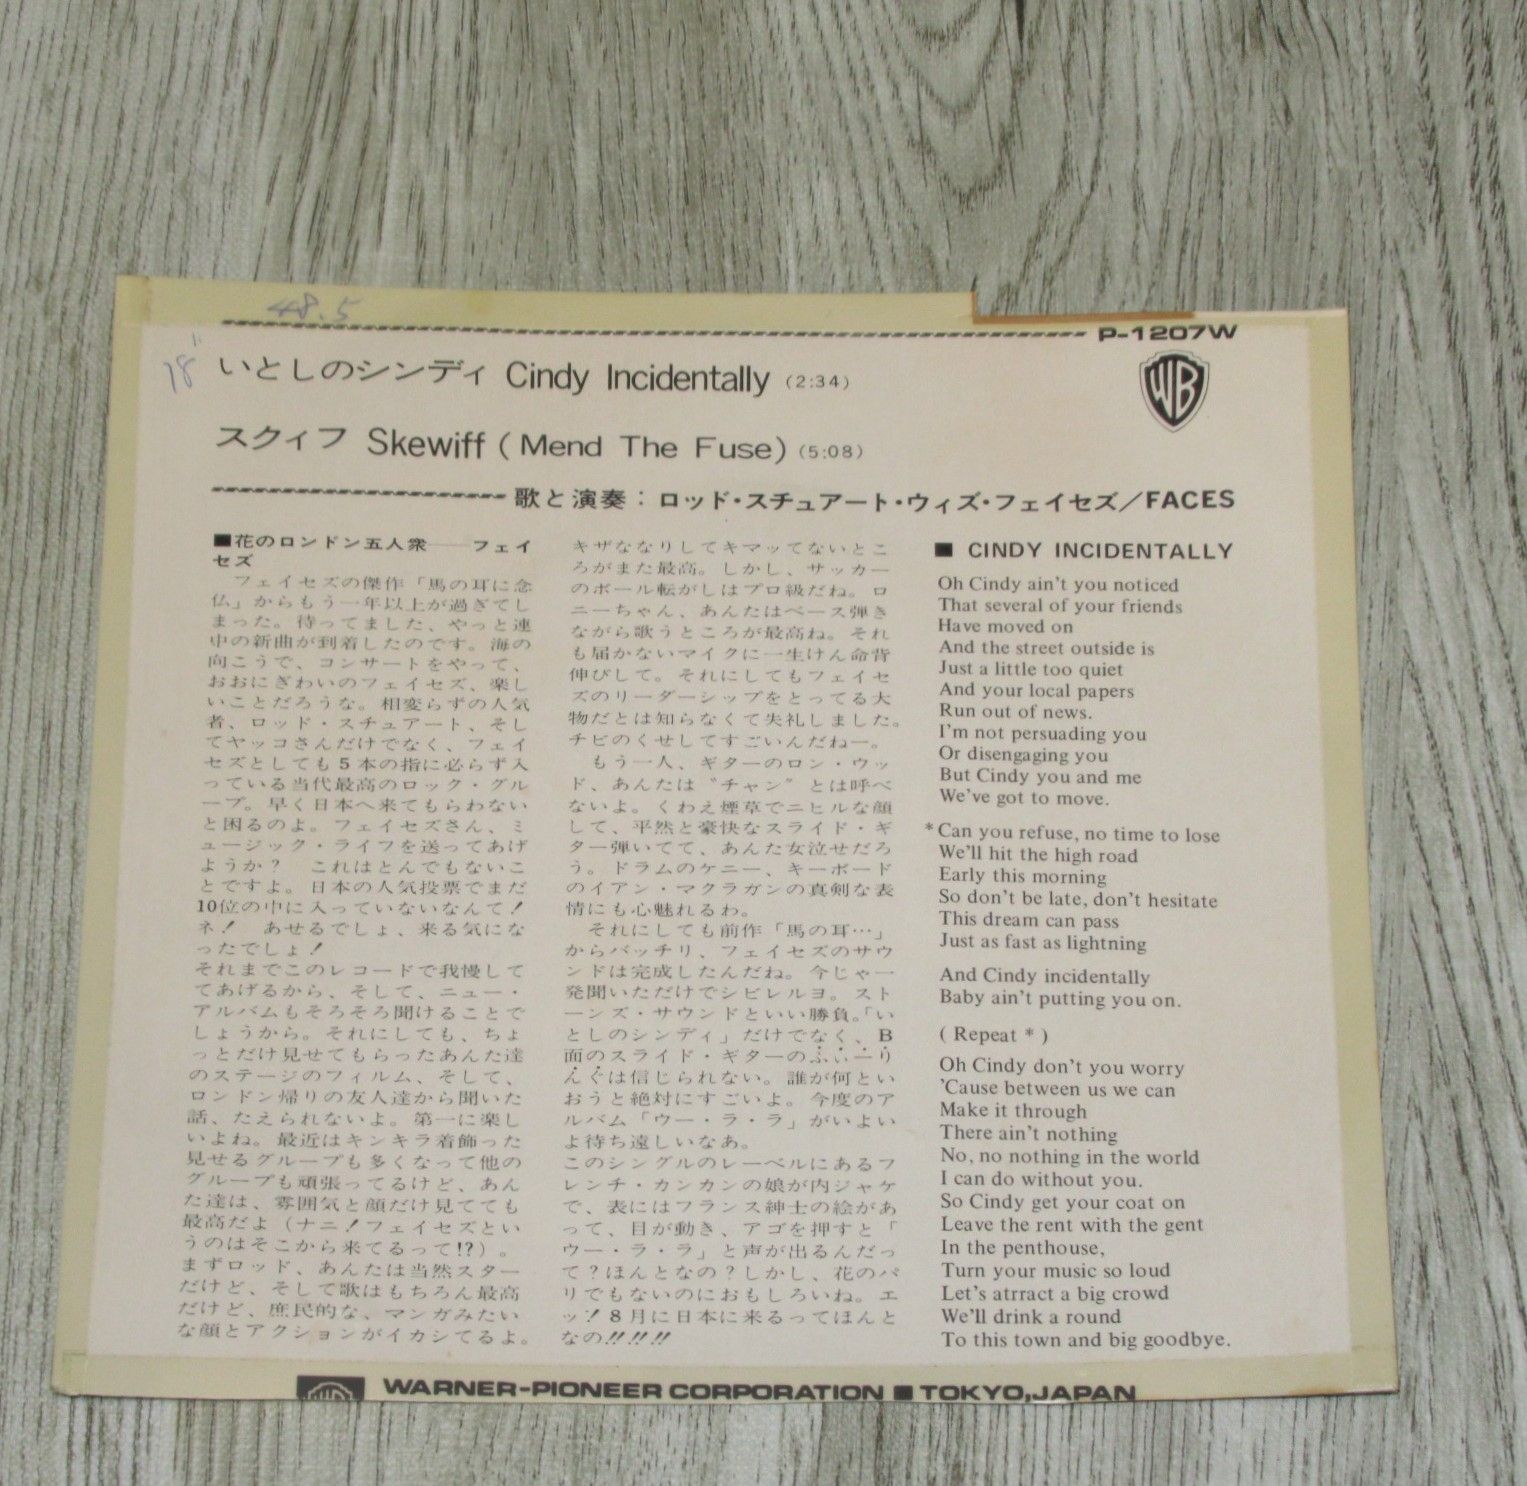 48.5
P-1207W
18"
いとしのシンディ Cindy Incidentally (2:34)
WB
スクィフ Skewiff (Mend The Fuse) (5:08)
歌と演奏：ロッド・スチュアート・ウィズ・フェイセズ／FACES
■花のロンドン五人衆――フェイ
セズ
フェイセズの傑作「馬の耳に念
仏」からもう一年以上が過ぎてし
まった。待ってました、やっと連
中の新曲が到着したのです。海の
向こうで、コンサートをやって、
おおにぎわいのフェイセズ、楽し
いことだろうな。相変らずの人気
者、ロッド・スチュアート、そし
てヤッコさんだけでなく、フェイ
セズとしても5本の指に必らず入
っている当代最高のロック・グル
ープ。早く日本へ来てもらわない
と困るのよ。フェイセズさん、ミ
ュージック・ライフを送ってあげ
ようか？ これはとんでもないこ
とですよ。日本の人気投票でまだ
10位の中に入っていないなんて！
ネ！ あせるでしょ、来る気にな
ったでしょ！
それまでこのレコードで我慢して
てあげるから、そして、ニュー・
アルバムもそろそろ聞けることで
しょうから。それにしても、ちょ
っとだけ見せてもらったあんた達
のステージのフィルム、そして、
ロンドン帰りの友人達から聞いた
話、たえられないよ。第一に楽し
いよね。最近はキンキラ着飾った
見せるグループも多くなって他の
グループも頑張ってるけど、あん
た達は、雰囲気と顔だけ見てても
最高だよ（ナニ！フェイセズとい
うのはそこから来てるって!?）。
まずロッド、あんたは当然スター
だけど、そして歌はもちろん最高
だけど、庶民的な、マンガみたい
な顔とアクションがイカシてるよ。
キザななりしてキマッてないとこ
ろがまた最高。しかし、サッカー
のボール転がしはプロ級だね。ロ
ニーちゃん、あんたはベース弾き
ながら歌うところが最高ね。それ
も届かないマイクに一生けん命背
伸びして。それにしてもフェイセ
ズのリーダーシップをとってる大
物だとは知らなくて失礼しました。
チビのくせしてすごいんだねー。
もう一人、ギターのロン・ウッ
ド、あんたは〝チャン〟とは呼べ
ないよ。くわえ煙草でニヒルな顔
して、平然と豪快なスライド・ギ
ター弾いてて、あんた女泣せだろ
う。ドラムのケニー、キーボード
のイアン・マクラガンの真剣な表
情にも心魅れるわ。
それにしても前作「馬の耳…」
からバッチリ、フェイセズのサウ
ンドは完成したんだね。今じゃ一
発聞いただけでシビレルヨ。スト
ーンズ・サウンドといい勝負。「い
としのシンディ」だけでなく、B
面のスライド・ギターのふぃーり
んぐは信じられない。誰が何とい
おうと絶対にすごいよ。今度のア
ルバム「ウー・ラ・ラ」がいよい
よ待ち遠しいなあ。
このシングルのレーベルにあるフ
レンチ・カンカンの娘が内ジャケ
で、表にはフランス紳士の絵があ
って、目が動き、アゴを押すと「
ウー・ラ・ラ」と声が出るんだっ
て？ほんとなの？しかし、花のパ
リでもないのにおもしろいね。エ
ッ！8月に日本に来るってほんと
なの!!!!!!
■ CINDY INCIDENTALLY
Oh Cindy ain't you noticed
That several of your friends
Have moved on
And the street outside is
Just a little too quiet
And your local papers
Run out of news.
I'm not persuading you
Or disengaging you
But Cindy you and me
We've got to move.
*Can you refuse, no time to lose
We'll hit the high road
Early this morning
So don't be late, don't hesitate
This dream can pass
Just as fast as lightning
And Cindy incidentally
Baby ain't putting you on.
( Repeat * )
Oh Cindy don't you worry
'Cause between us we can
Make it through
There ain't nothing
No, no nothing in the world
I can do without you.
So Cindy get your coat on
Leave the rent with the gent
In the penthouse,
Turn your music so loud
Let's atrract a big crowd
We'll drink a round
To this town and big goodbye.
WARNER-PIONEER CORPORATION ■ TOKYO,JAPAN